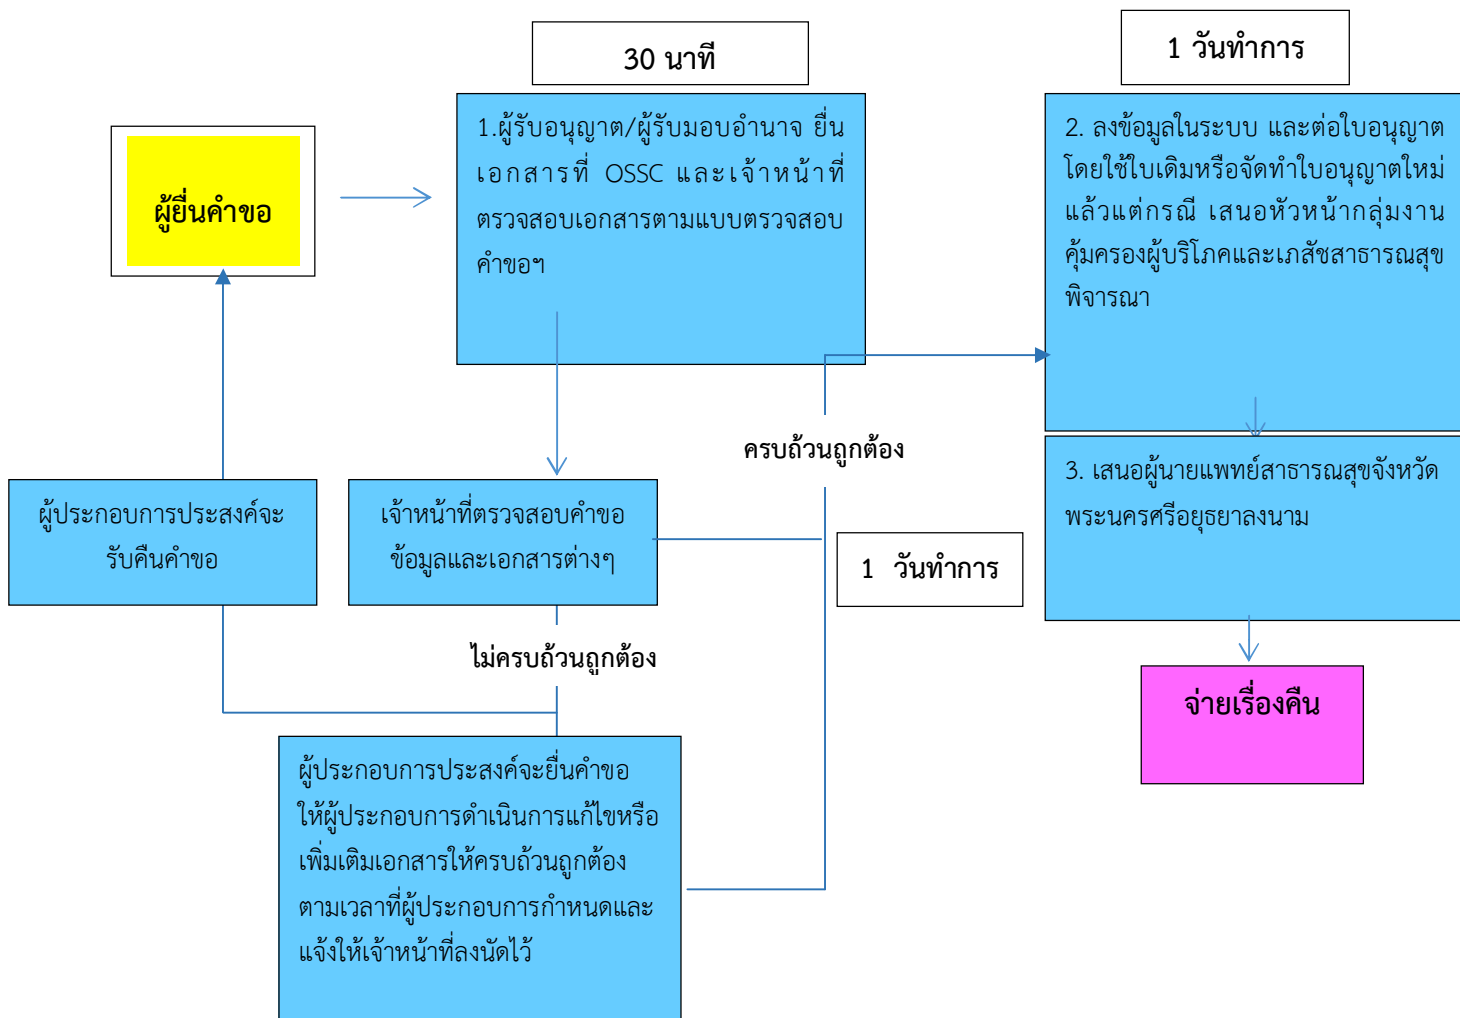 30 นาที
1 วันทำการ
ผู้ยื่นคำขอ
1.ผู้รับอนุญาต/ผู้รับมอบอำนาจ ยื่น
เอกสารที่ OSSC และเจ้าหน้าที่
ตรวจสอบเอกสารตามแบบตรวจสอบ
คำขอฯ
2. ลงข้อมูลในระบบ และต่อใบอนุญาต
โดยใช้ใบเดิมหรือจัดทำใบอนุญาตใหม่
แล้วแต่กรณี เสนอหัวหน้ากลุ่มงาน
คุ้มครองผู้บริโภคและเภสัชสาธารณสุข
พิจารณา
ครบถ้วนถูกต้อง
3. เสนอผู้นายแพทย์สาธารณสุขจังหวัด
พระนครศรีอยุธยาลงนาม
ผู้ประกอบการประสงค์จะ
รับคืนคำขอ
เจ้าหน้าที่ตรวจสอบคำขอ
ข้อมูลและเอกสารต่างๆ
1 วันทำการ
ไม่ครบถ้วนถูกต้อง
จ่ายเรื่องคืน
ผู้ประกอบการประสงค์จะยื่นคำขอ
ให้ผู้ประกอบการดำเนินการแก้ไขหรือ
เพิ่มเติมเอกสารให้ครบถ้วนถูกต้อง
ตามเวลาที่ผู้ประกอบการกำหนดและ
แจ้งให้เจ้าหน้าที่ลงนัดไว้